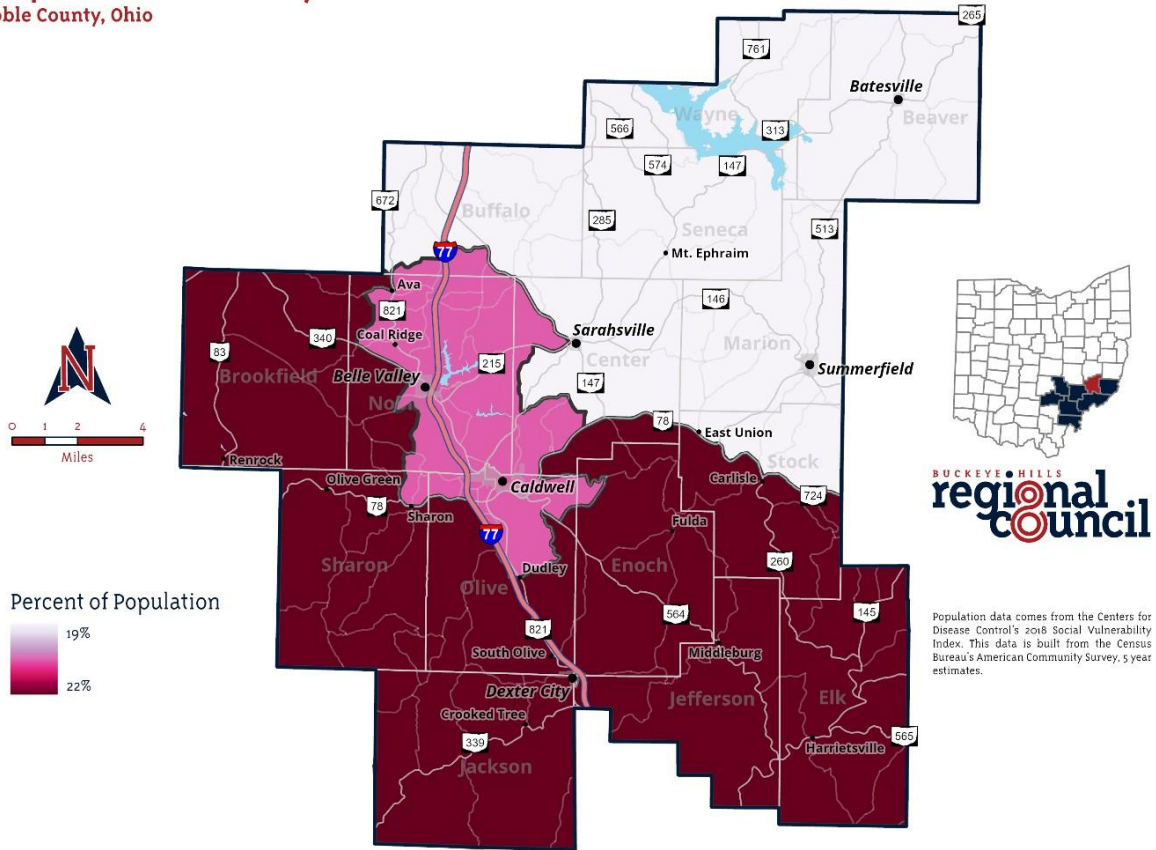 Noble County, Ohio
265
761
Batesville
Wayne
Beaver
566
313
574
147
672
Buffalo
285
Seneca
513
77
Mt. Ephraim
Ava
821
146
Coal Ridge
340
Sarahsville
83
Center
Marion
215
Brookfield
Belle Valley
147
Summerfield
N
0 1 2 4
Miles
78
East Union
Renrock
Stock
Olive Green
Caldwell
Carlisle
78
724
Sharon
77
Fulda
Sharon
Dudley
Enoch
260
Olive
564
145
821
South Olive
Middleburg
Dexter City
Jefferson
Elk
Crooked Tree
339
565
Harrietsville
Jackson
Percent of Population
19%
22%
BUCKEYE • HILLS
regional
council
Population data comes from the Centers for
Disease Control's 2018 Social Vulnerability
Index. This data is built from the Census
Bureau's American Community Survey, 5 year
estimates.